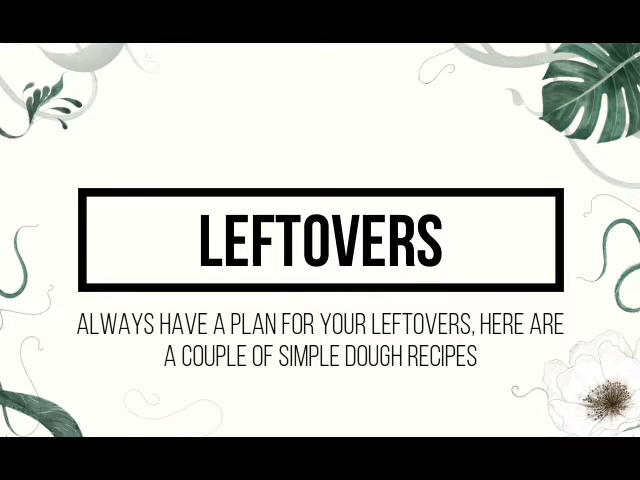 LEFTOVERS
ALWAYS HAVE A PLAN FOR YOUR LEFTOVERS, HERE ARE
A COUPLE OF SIMPLE DOUGH RECIPES